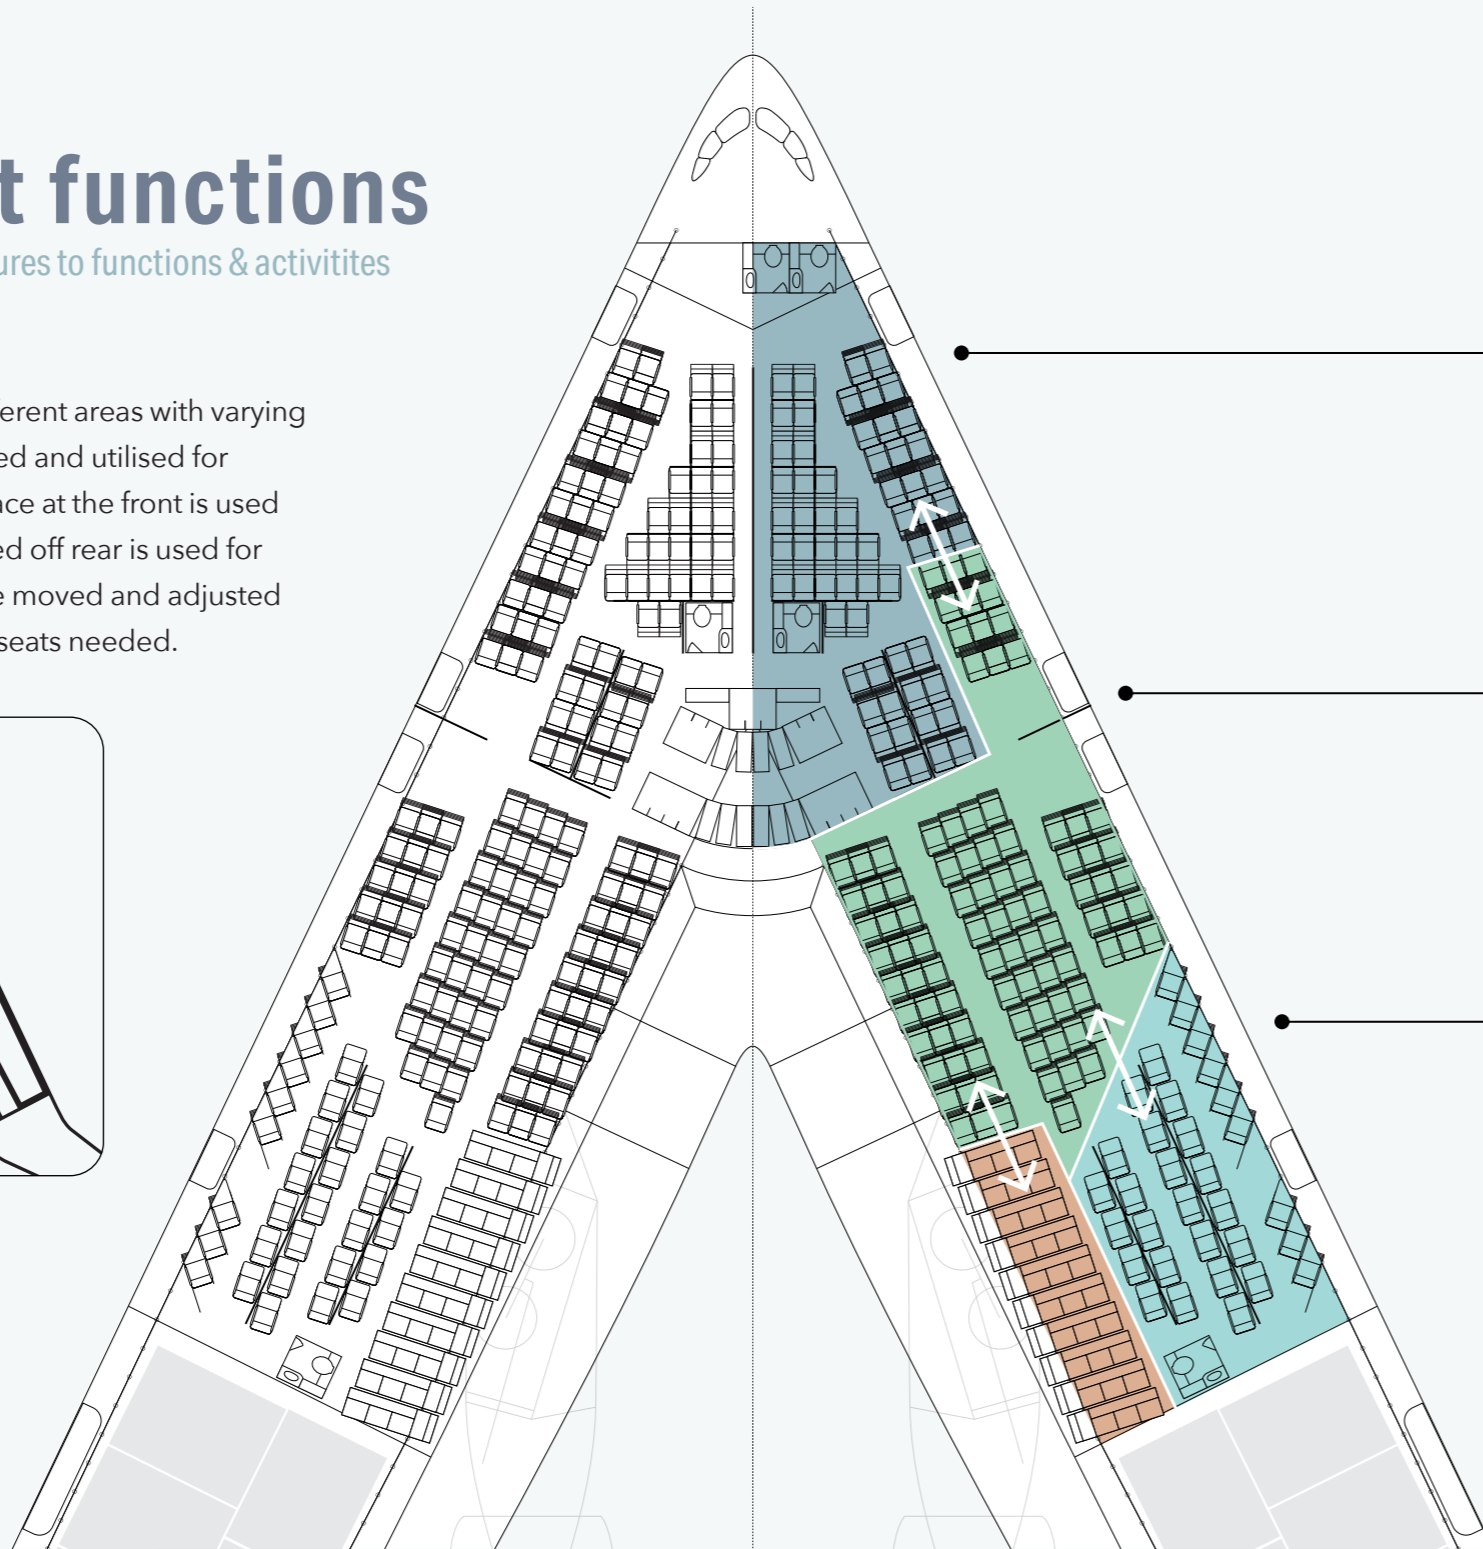 t functions
ures to functions & activitites
ferent areas with varying
ed and utilised for
ace at the front is used
ed off rear is used for
e moved and adjusted
seats needed.